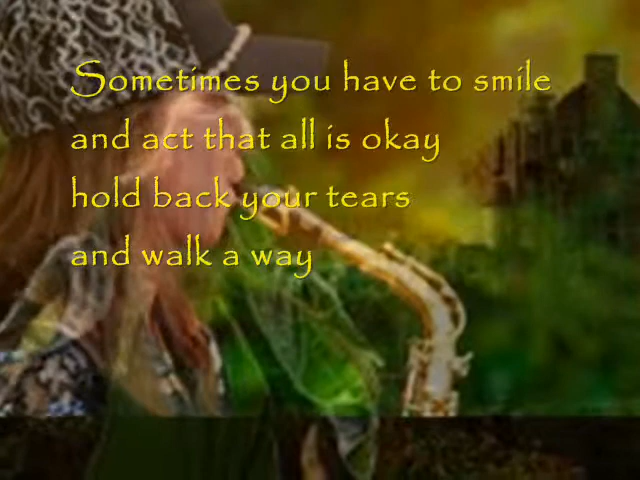 Sometimes you have to smile
and act that all is okay
hold back your tears
and walk a way